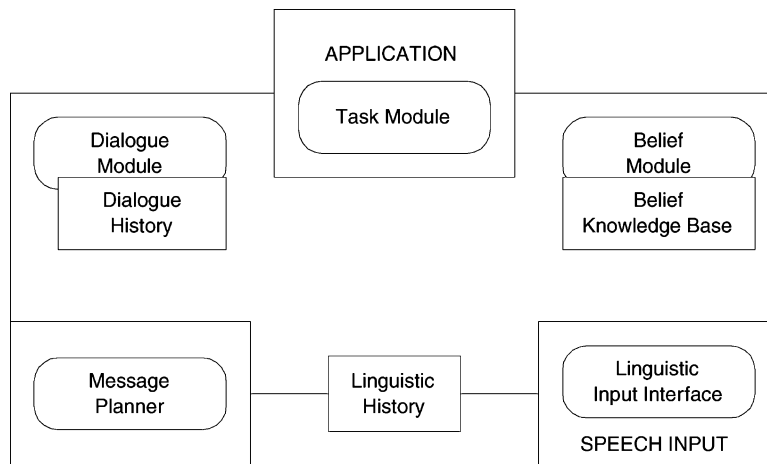 APPLICATION
Task Module
Dialogue
Module
Dialogue
History
Belief
Module
Belief
Knowledge Base
Message
Planner
Linguistic
History
Linguistic
Input Interface
SPEECH INPUT